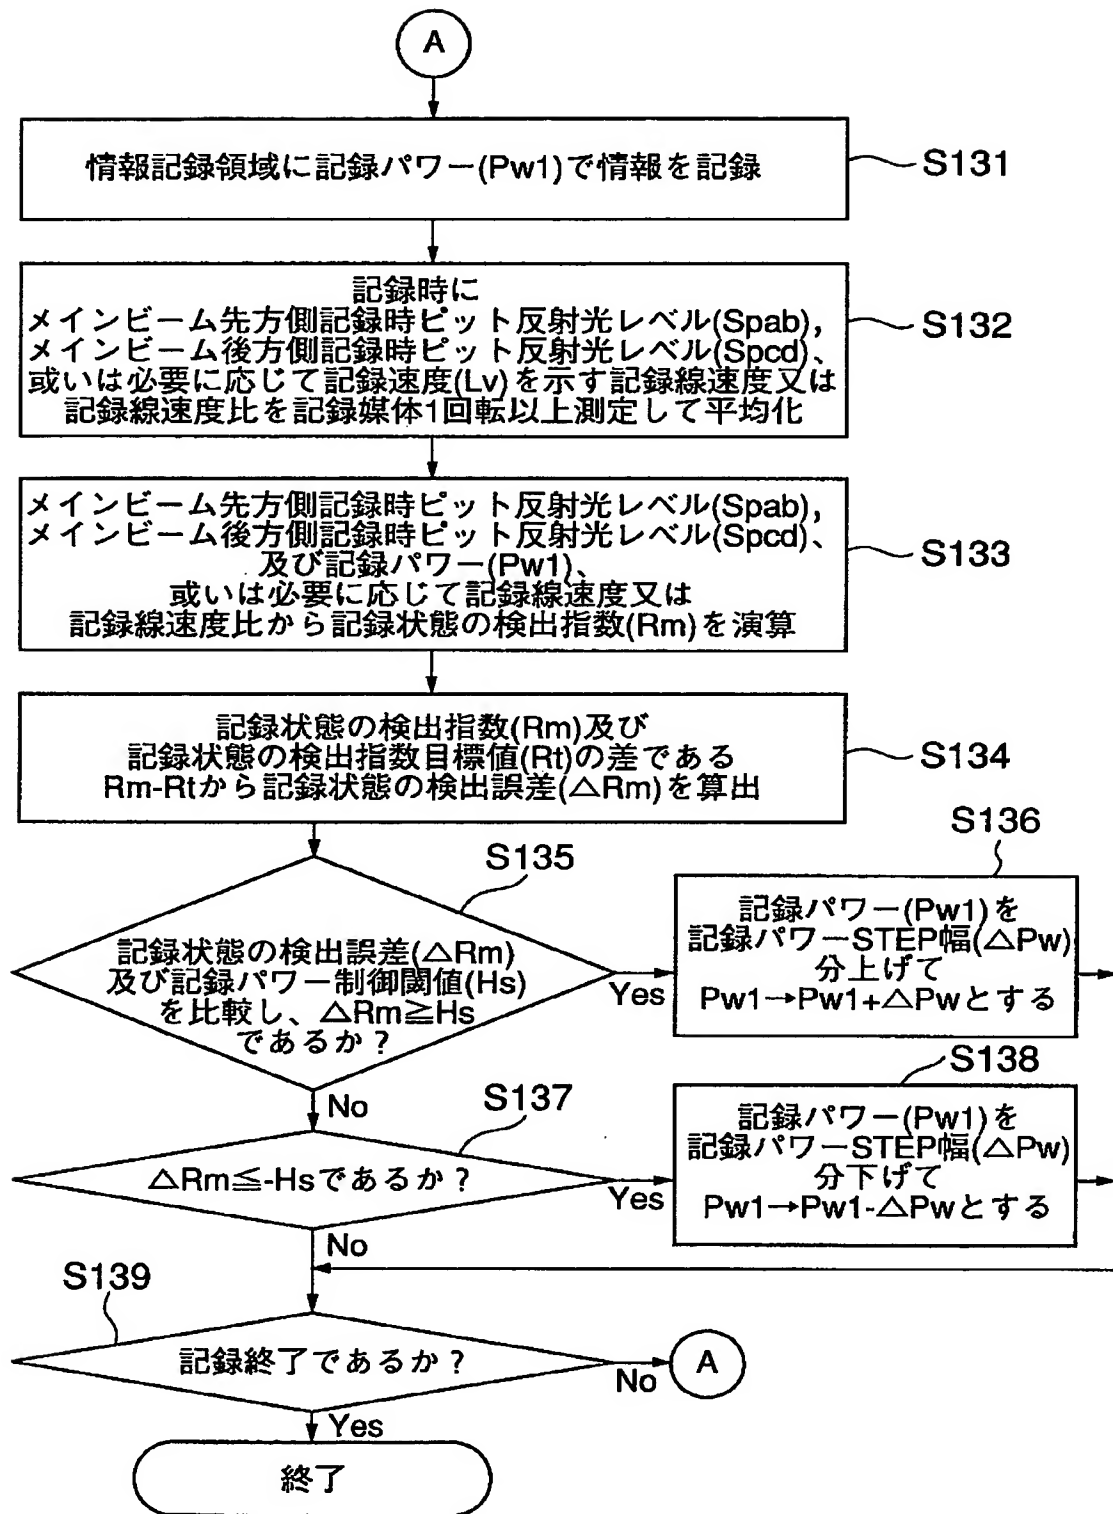 A
情報記録領域に記録パワー(Pw1)で情報を記録
S131
記録時に
メインビーム先方側記録時ピット反射光レベル(Spab),
メインビーム後方側記録時ピット反射光レベル(Spcd)、
或いは必要に応じて記録速度(Lv)を示す記録線速度又は
記録線速度比を記録媒体1回転以上測定して平均化
S132
メインビーム先方側記録時ピット反射光レベル(Spab),
メインビーム後方側記録時ピット反射光レベル(Spcd)、
及び記録パワー(Pw1)、
或いは必要に応じて記録線速度又は
記録線速度比から記録状態の検出指数(Rm)を演算
S133
記録状態の検出指数(Rm)及び
記録状態の検出指数目標値(Rt)の差である
Rm-Rtから記録状態の検出誤差(△Rm)を算出
S134
S135
記録状態の検出誤差(△Rm)
及び記録パワー制御閾値(Hs)
を比較し、△Rm≧Hs
であるか?
Yes
No
S136
記録パワー(Pw1)を
記録パワーSTEP幅(△Pw)
分上げて
Pw1→Pw1+△Pwとする
S137
△Rm≦-Hsであるか?
Yes
No
S138
記録パワー(Pw1)を
記録パワーSTEP幅(△Pw)
分下げて
Pw1→Pw1-△Pwとする
S139
記録終了であるか?
No
A
Yes
終了